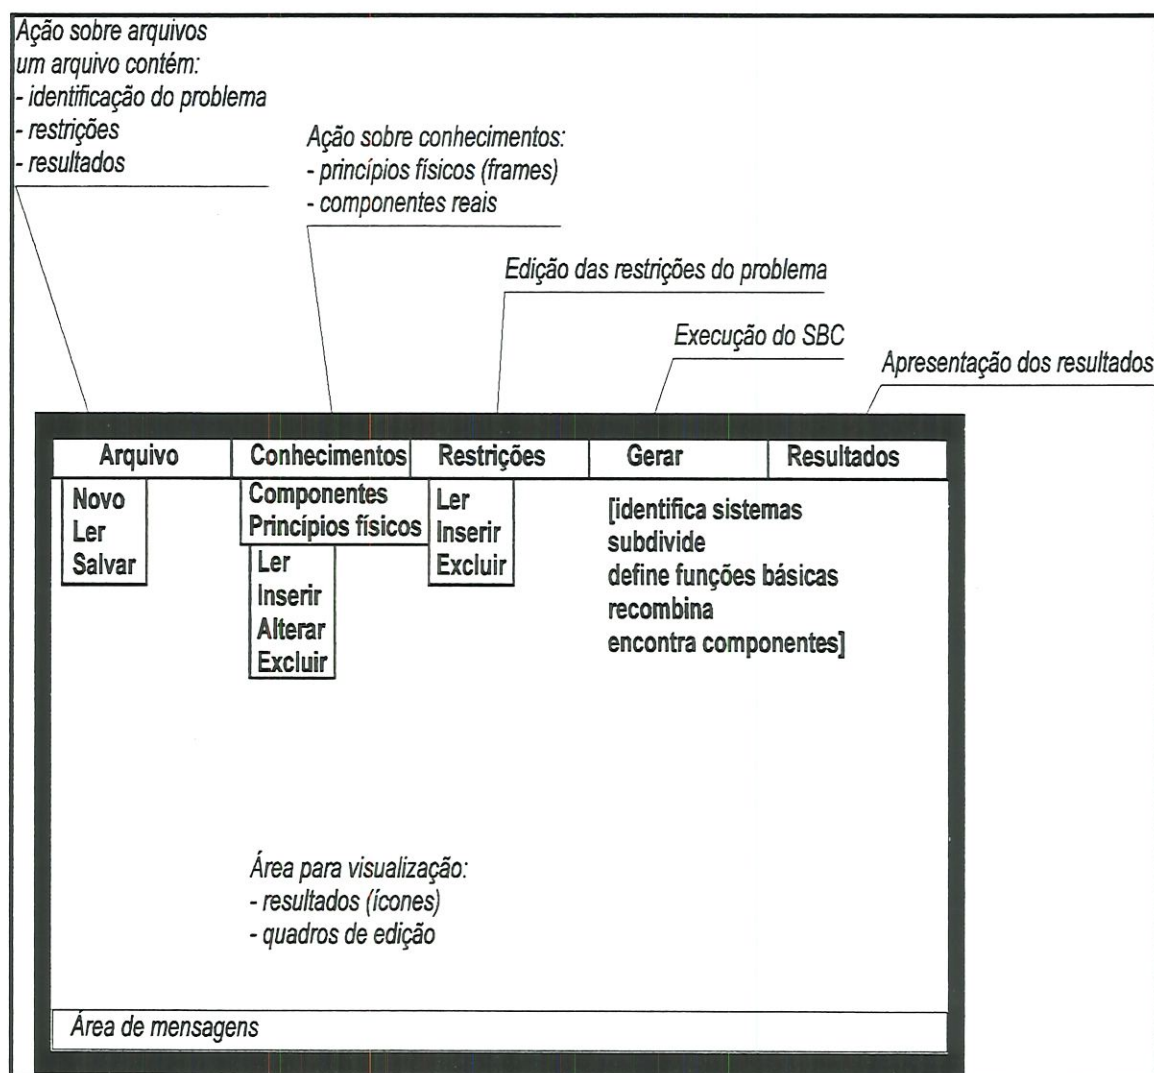 Ação sobre arquivos
um arquivo contém:
- identificação do problema
- restrições
- resultados
Ação sobre conhecimentos:
- princípios físicos (frames)
- componentes reais
Edição das restrições do problema
Execução do SBC
Apresentação dos resultados
Arquivo Conhecimentos Restrições Gerar Resultados
Novo
Ler
Salvar
Componentes
Princípios físicos
Ler
Inserir
Alterar
Excluir
Ler
Inserir
Excluir
[identifica sistemas
subdivide
define funções básicas
recombina
encontra componentes]
Área para visualização:
- resultados (ícones)
- quadros de edição
Área de mensagens